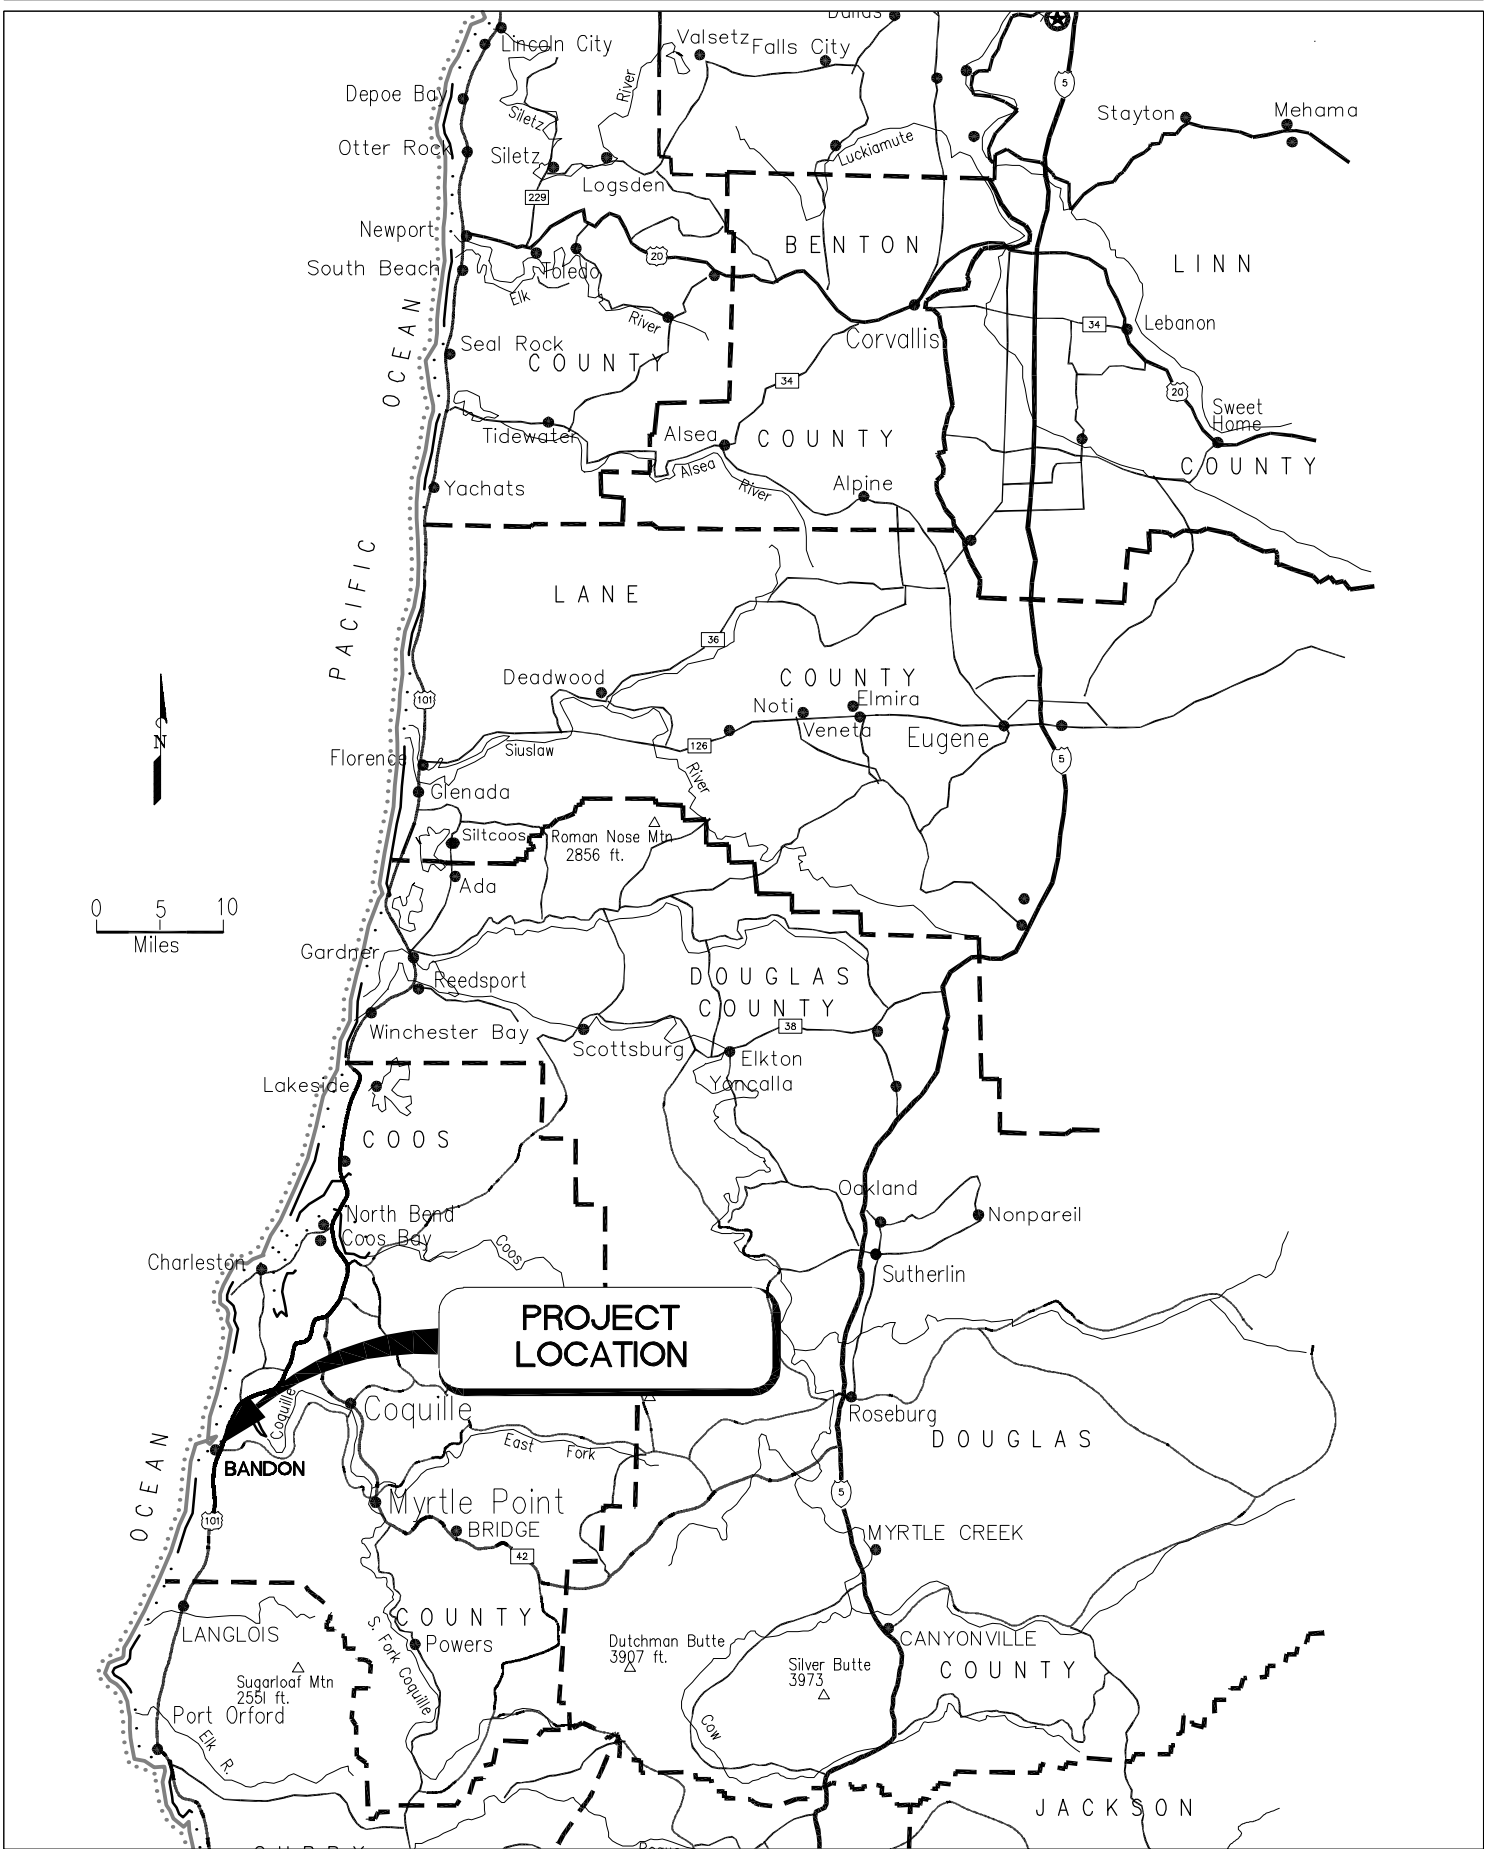 Dallas
Lincoln City
Valsetz
Falls City
5
Depoe Bay
River
Siletz
Stayton
Mehama
Otter Rock
Siletz
Luckiamute
Logsden
229
Newport
BENTON
20
LINN
South Beach
Toledo
Elk
River
OCEAN
34
Lebanon
Seal Rock
COUNTY
Corvallis
34
20
Sweet
Home
Tidewater
Alsea
COUNTY
COUNTY
Alsea
River
Yachats
Alpine
PACIFIC
LANE
36
Deadwood
COUNTY
101
Noti
Elmira
Veneta
Eugene
N
126
Siuslaw
Florence
River
5
Glenada
Siltcoos
Roman Nose Mtn
2856 ft.
Ada
0 5 10
Miles
Gardner
Reedsport
DOUGLAS
COUNTY
Winchester Bay
38
Scottsburg
Elkton
Yoncalla
Lakeside
COOS
Oakland
North Bend
Nonpareil
Coos Bay
Coos
Charleston
Sutherlin
PROJECT
LOCATION
Coquille
Coquille
Roseburg
DOUGLAS
East Fork
OCEAN
BANDON
5
Myrtle Point
101
BRIDGE
MYRTLE CREEK
42
COUNTY
LANGLOIS
S. Fork Coquille
Powers
CANYONVILLE
Dutchman Butte
3907 ft.
Silver Butte
3973
COUNTY
Sugarloaf Mtn
2551 ft.
Port Orford
Elk R.
Cow
JACKSON
CURRY
Rogue